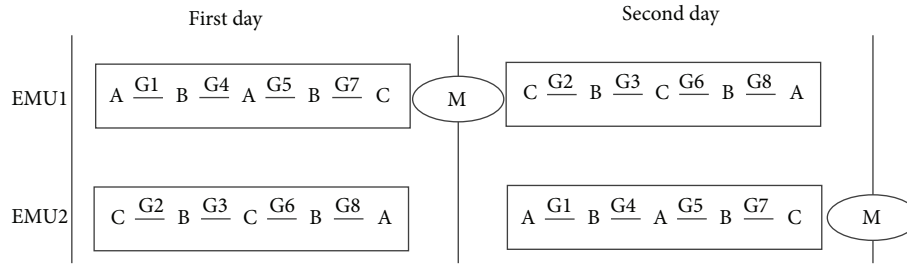 First day Second day
EMU1 A G1 B G4 A G5 B G7 C M C G2 B G3 C G6 B G8 A
EMU2 C G2 B G3 C G6 B G8 A A G1 B G4 A G5 B G7 C M